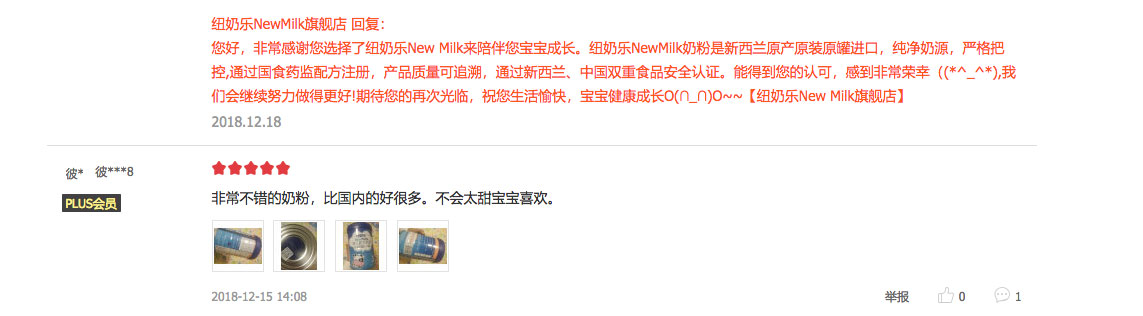 纽奶乐NewMilk旗舰店 回复：
您好，非常感谢您选择了纽奶乐New Milk来陪伴您宝宝成长。纽奶乐NewMilk奶粉是新西兰原产原装原罐进口，纯净奶源，严格把
控,通过国食药监配方注册，产品质量可追溯，通过新西兰、中国双重食品安全认证。能得到您的认可，感到非常荣幸（(*^_^*),我
们会继续努力做得更好!期待您的再次光临，祝您生活愉快，宝宝健康成长O(∩_∩)O~~【纽奶乐New Milk旗舰店】
2018.12.18
彼* 彼***8
PLUS会员
非常不错的奶粉，比国内的好很多。不会太甜宝宝喜欢。
2018-12-15 14:08 举报 0 1